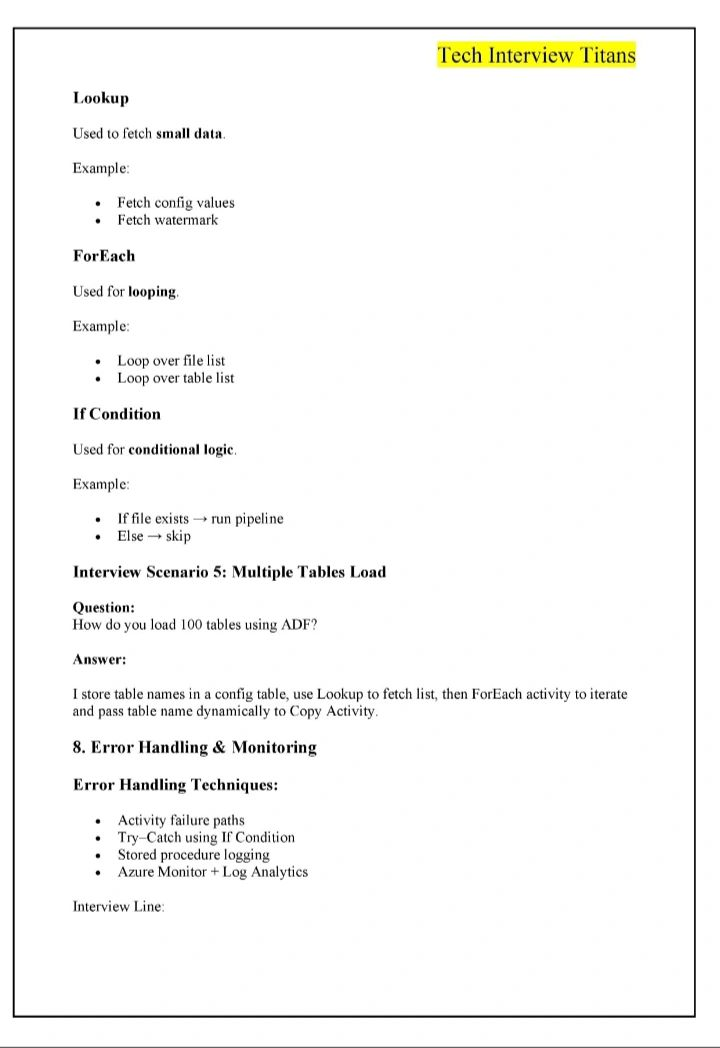 Tech Interview Titans
Lookup
Used to fetch small data.
Example:
• Fetch config values
• Fetch watermark
ForEach
Used for looping.
Example:
• Loop over file list
• Loop over table list
If Condition
Used for conditional logic.
Example:
• If file exists → run pipeline
• Else → skip
Interview Scenario 5: Multiple Tables Load
Question:
How do you load 100 tables using ADF?
Answer:
I store table names in a config table, use Lookup to fetch list, then ForEach activity to iterate
and pass table name dynamically to Copy Activity.
8. Error Handling & Monitoring
Error Handling Techniques:
• Activity failure paths
• Try–Catch using If Condition
• Stored procedure logging
• Azure Monitor + Log Analytics
Interview Line: